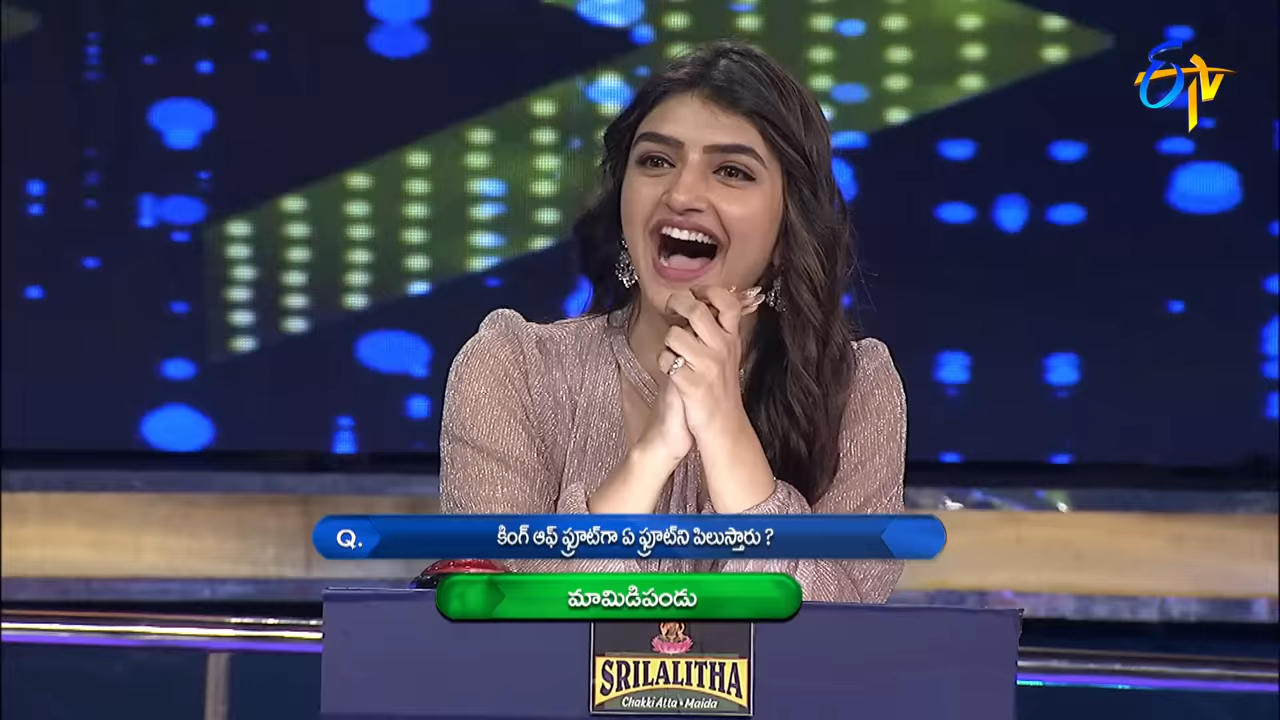 ETV
Q. కింగ్ ఆఫ్ ఫ్రూట్‌గా ఏ ఫ్రూట్‌ని పిలుస్తారు ?
మామిడిపండు
SRILALITHA
Chakki Atta • Maida